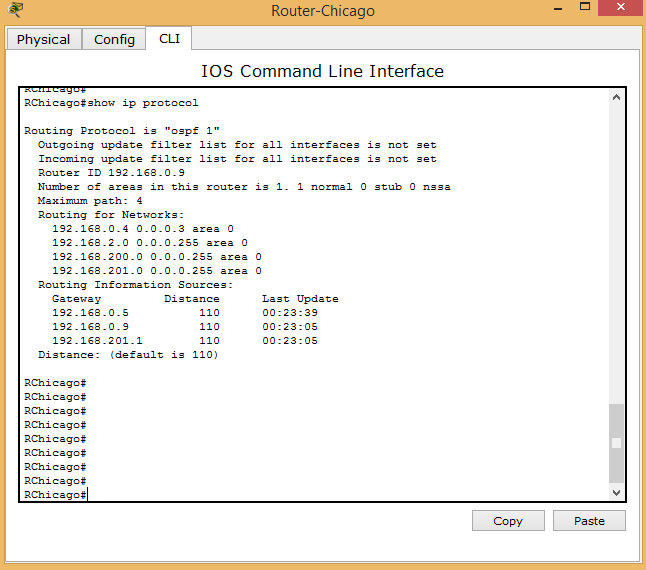 Router-Chicago
Physical Config CLI
IOS Command Line Interface
RChicago#
RChicago#show ip protocol
Routing Protocol is "ospf 1"
Outgoing update filter list for all interfaces is not set
Incoming update filter list for all interfaces is not set
Router ID 192.168.0.9
Number of areas in this router is 1. 1 normal 0 stub 0 nssa
Maximum path: 4
Routing for Networks:
192.168.0.4 0.0.0.3 area 0
192.168.2.0 0.0.0.255 area 0
192.168.200.0 0.0.0.255 area 0
192.168.201.0 0.0.0.255 area 0
Routing Information Sources:
Gateway Distance Last Update
192.168.0.5 110 00:23:39
192.168.0.9 110 00:23:05
192.168.201.1 110 00:23:05
Distance: (default is 110)
RChicago#
RChicago#
RChicago#
RChicago#
RChicago#
RChicago#
RChicago#
RChicago#
RChicago#
Copy Paste